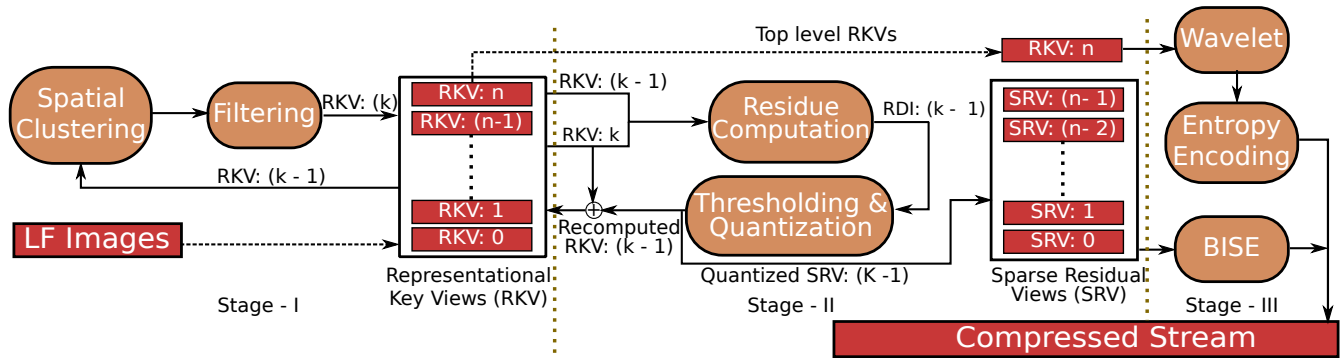 Spatial
Clustering
Filtering
RKV: (k)
RKV: (k - 1)
LF Images
Stage - I
RKV: n
RKV: (n-1)
RKV: 1
RKV: 0
Representational
Key Views (RKV)
Top level RKVs
RKV: (k - 1)
RKV: k
Residue
Computation
RDI: (k - 1)
Thresholding &
Quantization
Recomputed
RKV: (k - 1)
Quantized SRV: (K -1)
Stage - II
RKV: n
SRV: (n- 1)
SRV: (n- 2)
SRV: 1
SRV: 0
Sparse Residual
Views (SRV)
Wavelet
Entropy
Encoding
BISE
Stage - III
Compressed Stream